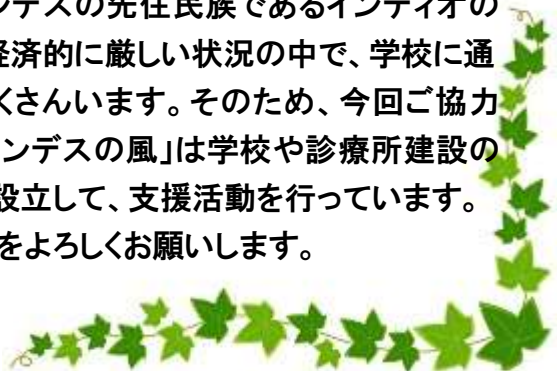 ンデスの先住民族であるインディオの
経済的に厳しい状況の中で、学校に通
くさんいます。そのため、今回ご協力
ンデスの風」は学校や診療所建設の
設立して、支援活動を行っています。
をよろしくお願いします。